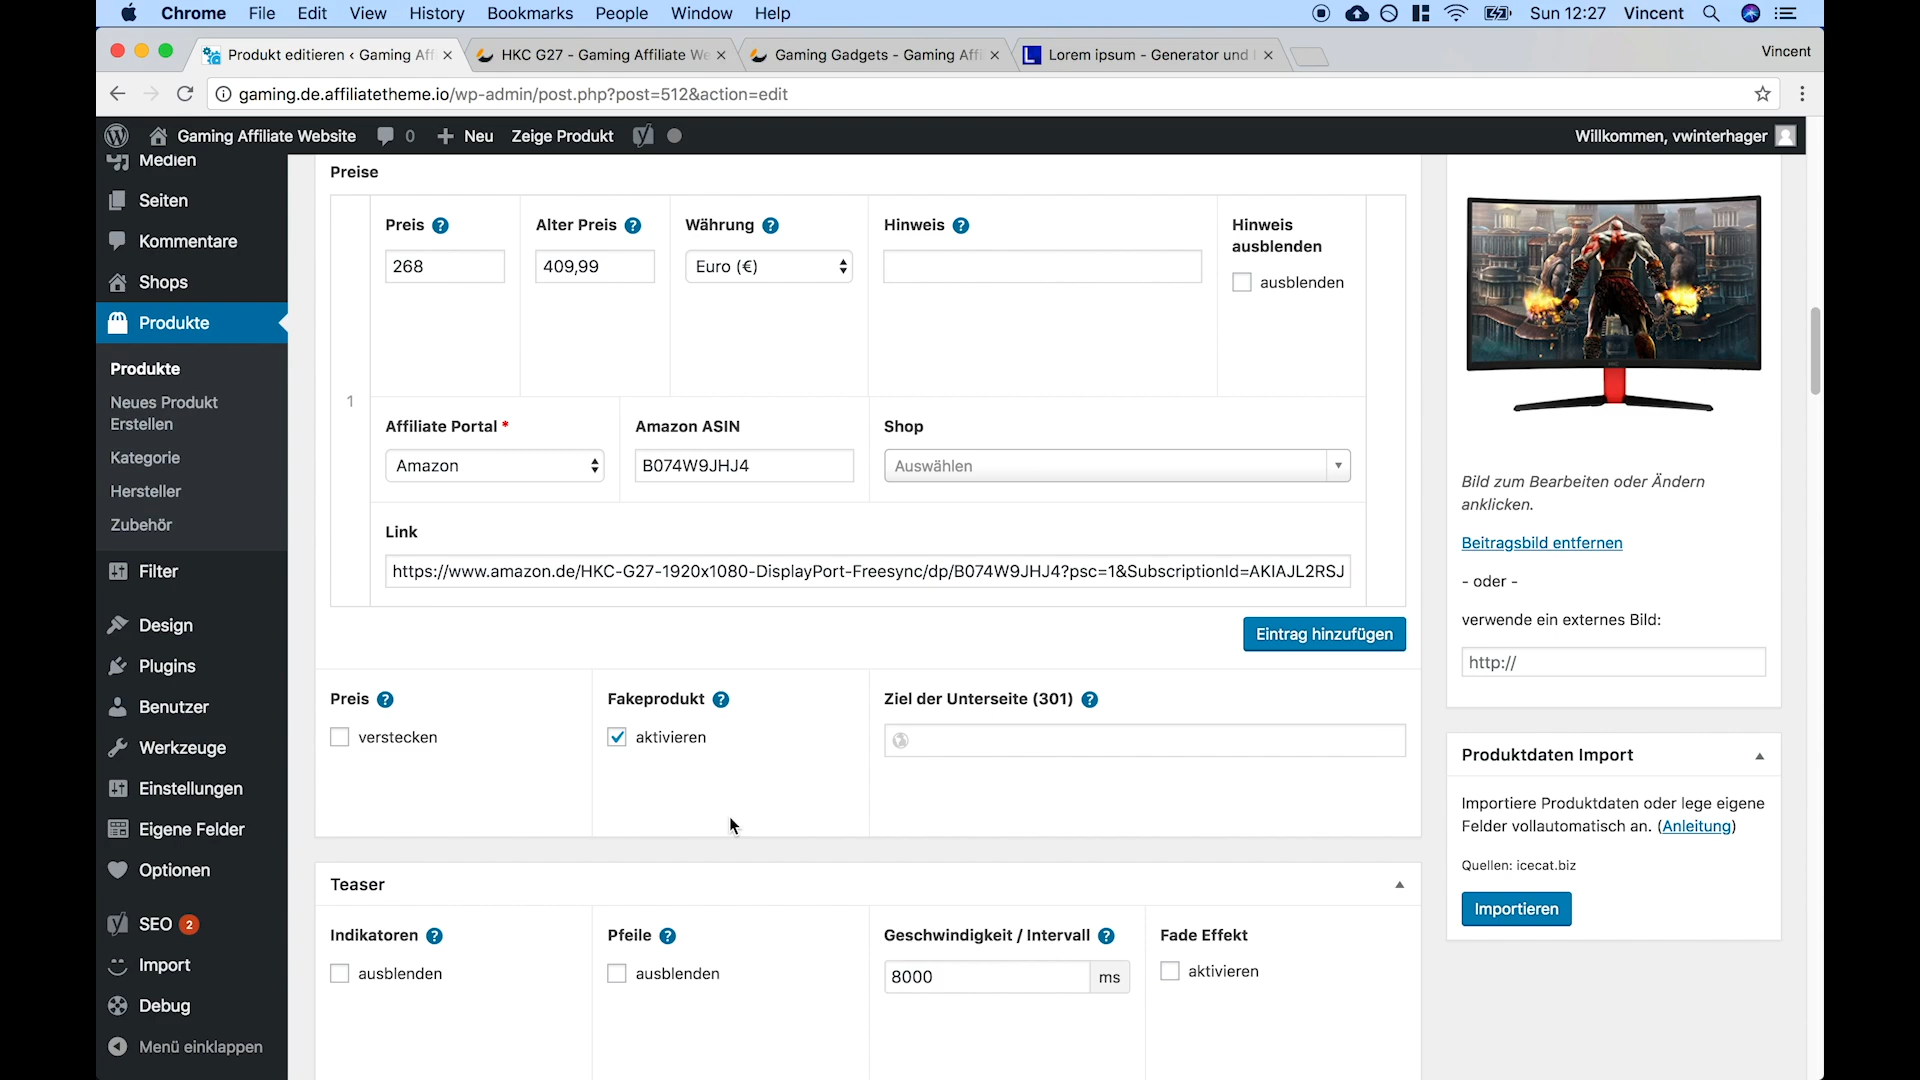 Chrome File Edit View History Bookmarks People Window Help Sun 12:27 Vincent
Produkt editieren ‹ Gaming Aff HKC G27 - Gaming Affiliate We Gaming Gadgets - Gaming Affi Lorem ipsum - Generator und Vincent
gaming.de.affiliatetheme.io/wp-admin/post.php?post=512&action=edit
Gaming Affiliate Website 0 Neu Zeige Produkt Willkommen, vwinterhager
Medien
Seiten
Kommentare
Shops
Produkte
Produkte
Neues Produkt
Erstellen
Kategorie
Hersteller
Zubehör
Filter
Design
Plugins
Benutzer
Werkzeuge
Einstellungen
Eigene Felder
Optionen
SEO 2
Import
Debug
Menü einklappen
Preise
Preis ? Alter Preis ? Währung ? Hinweis ? Hinweis
ausblenden
268 409,99 Euro (€) ausblenden
1
Affiliate Portal * Amazon ASIN Shop
Amazon B074W9JHJ4 Auswählen
Link
https://www.amazon.de/HKC-G27-1920x1080-DisplayPort-Freesync/dp/B074W9JHJ4?psc=1&SubscriptionId=AKIAJL2RSJ
Eintrag hinzufügen
Preis ? Fakeprodukt ? Ziel der Unterseite (301) ?
verstecken aktivieren
Teaser
Indikatoren ? Pfeile ? Geschwindigkeit / Intervall ? Fade Effekt
ausblenden ausblenden 8000 ms aktivieren
Bild zum Bearbeiten oder Ändern
anklicken.
Beitragsbild entfernen
- oder -
verwende ein externes Bild:
http://
Produktdaten Import
Importiere Produktdaten oder lege eigene
Felder vollautomatisch an. (Anleitung)
Quellen: icecat.biz
Importieren